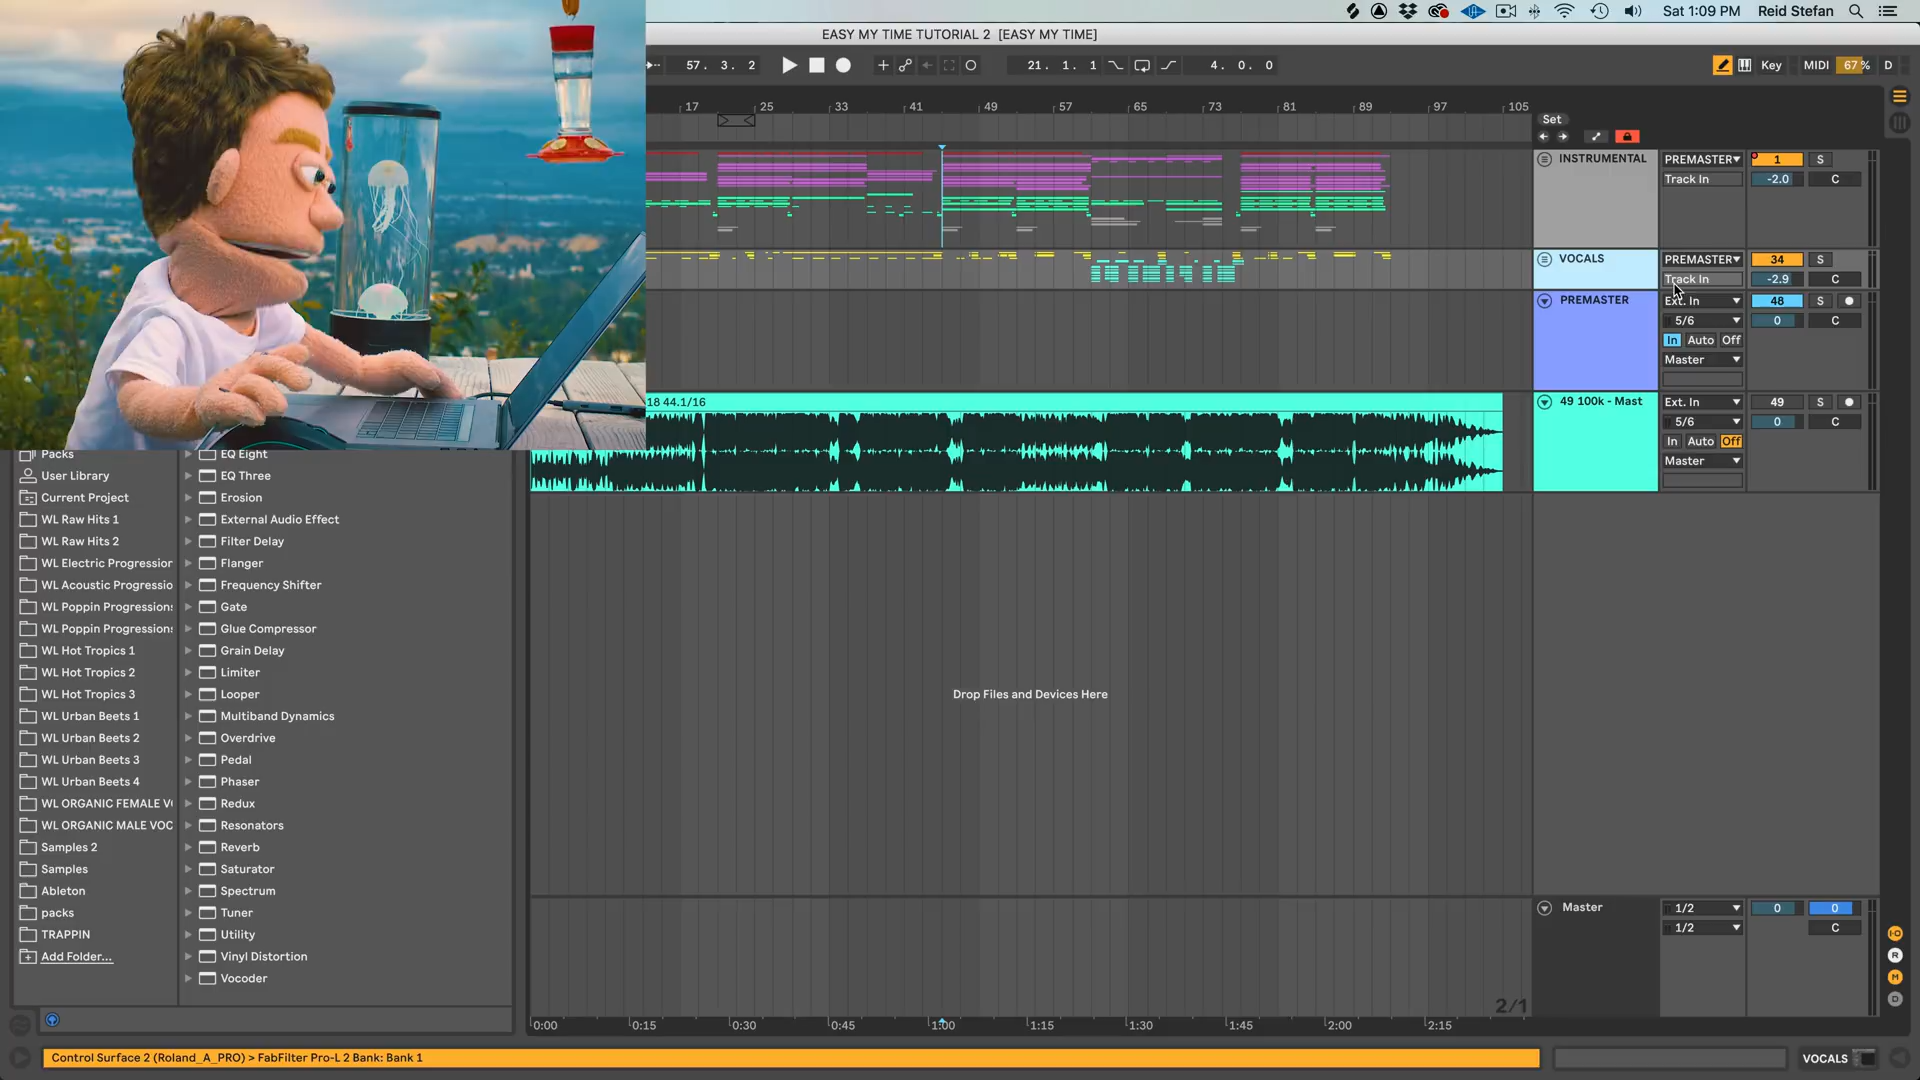 Sat 1:09 PM Reid Stefan
EASY MY TIME TUTORIAL 2 [EASY MY TIME]
57. 3. 2
21. 1. 1
4. 0. 0
Key
MIDI
67 %
D
17 25 33 41 49 57 65 73 81 89 97 105
Set
INSTRUMENTAL
PREMASTER
1
S
Track In
-2.0
C
VOCALS
PREMASTER
34
S
Track In
-2.9
C
PREMASTER
Ext. In
48
S
5/6
0
C
In Auto Off
Master
18 44.1/16
49 100k - Mast
Ext. In
49
S
5/6
0
C
In Auto Off
Master
Packs
User Library
Current Project
WL Raw Hits 1
WL Raw Hits 2
WL Electric Progression
WL Acoustic Progressio
WL Poppin Progressions
WL Poppin Progressions
WL Hot Tropics 1
WL Hot Tropics 2
WL Hot Tropics 3
WL Urban Beets 1
WL Urban Beets 2
WL Urban Beets 3
WL Urban Beets 4
WL ORGANIC FEMALE V
WL ORGANIC MALE VOC
Samples 2
Samples
Ableton
packs
TRAPPIN
Add Folder...
EQ Eight
EQ Three
Erosion
External Audio Effect
Filter Delay
Flanger
Frequency Shifter
Gate
Glue Compressor
Grain Delay
Limiter
Looper
Multiband Dynamics
Overdrive
Pedal
Phaser
Redux
Resonators
Reverb
Saturator
Spectrum
Tuner
Utility
Vinyl Distortion
Vocoder
Drop Files and Devices Here
Master
1/2
0
0
1/2
C
I·O
R
M
D
2/1
0:00 0:15 0:30 0:45 1:00 1:15 1:30 1:45 2:00 2:15
Control Surface 2 (Roland_A_PRO) > FabFilter Pro-L 2 Bank: Bank 1
VOCALS